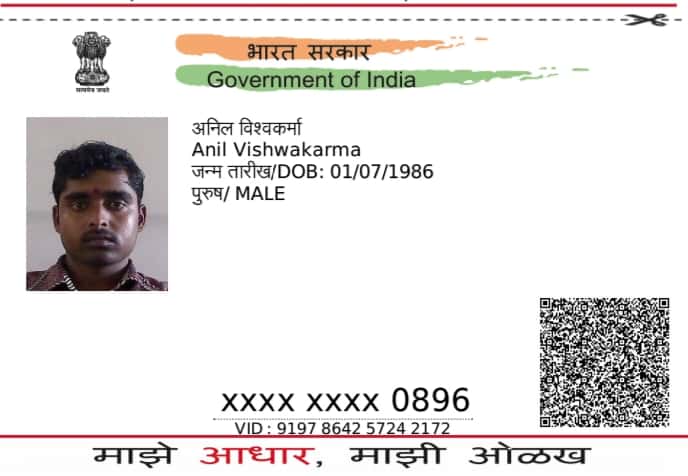 सत्यमेव जयते
भारत सरकार
Government of India
अनिल विश्वकर्मा
Anil Vishwakarma
जन्म तारीख/DOB: 01/07/1986
पुरुष/ MALE
xxxx xxxx 0896
VID : 9197 8642 5724 2172
माझे आधार, माझी ओळख